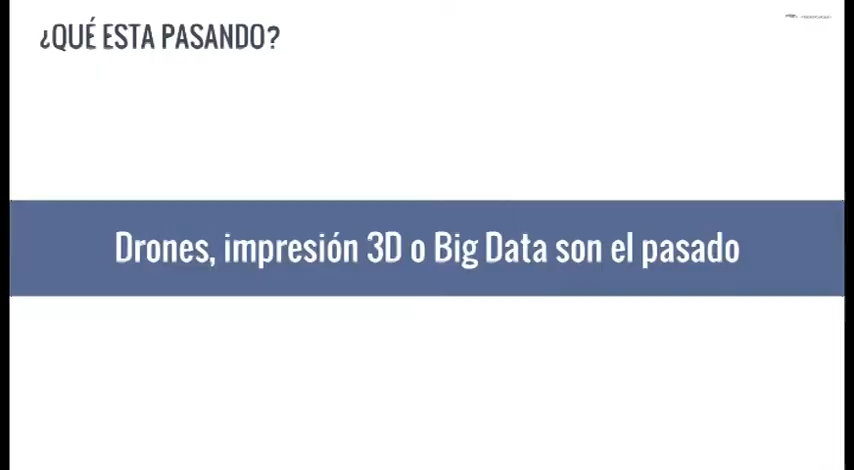 ¿QUÉ ESTA PASANDO?
Drones, impresión 3D o Big Data son el pasado